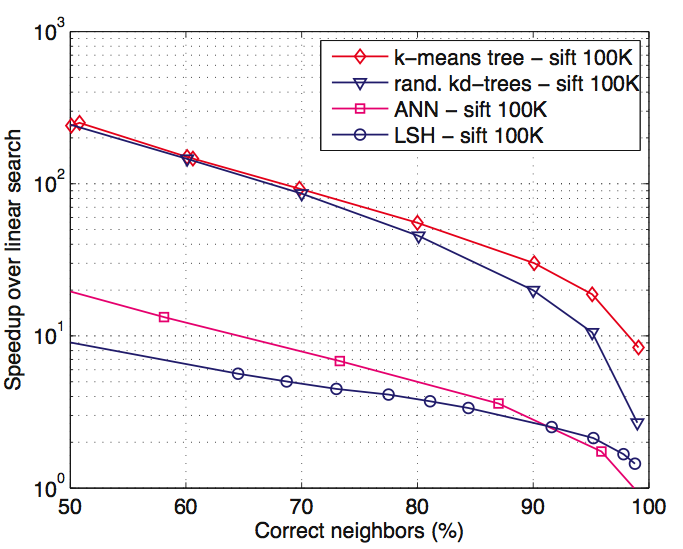 10^3
k-means tree - sift 100K
rand. kd-trees - sift 100K
ANN - sift 100K
LSH - sift 100K
Speedup over linear search
10^2
10^1
10^0
50 60 70 80 90 100
Correct neighbors (%)